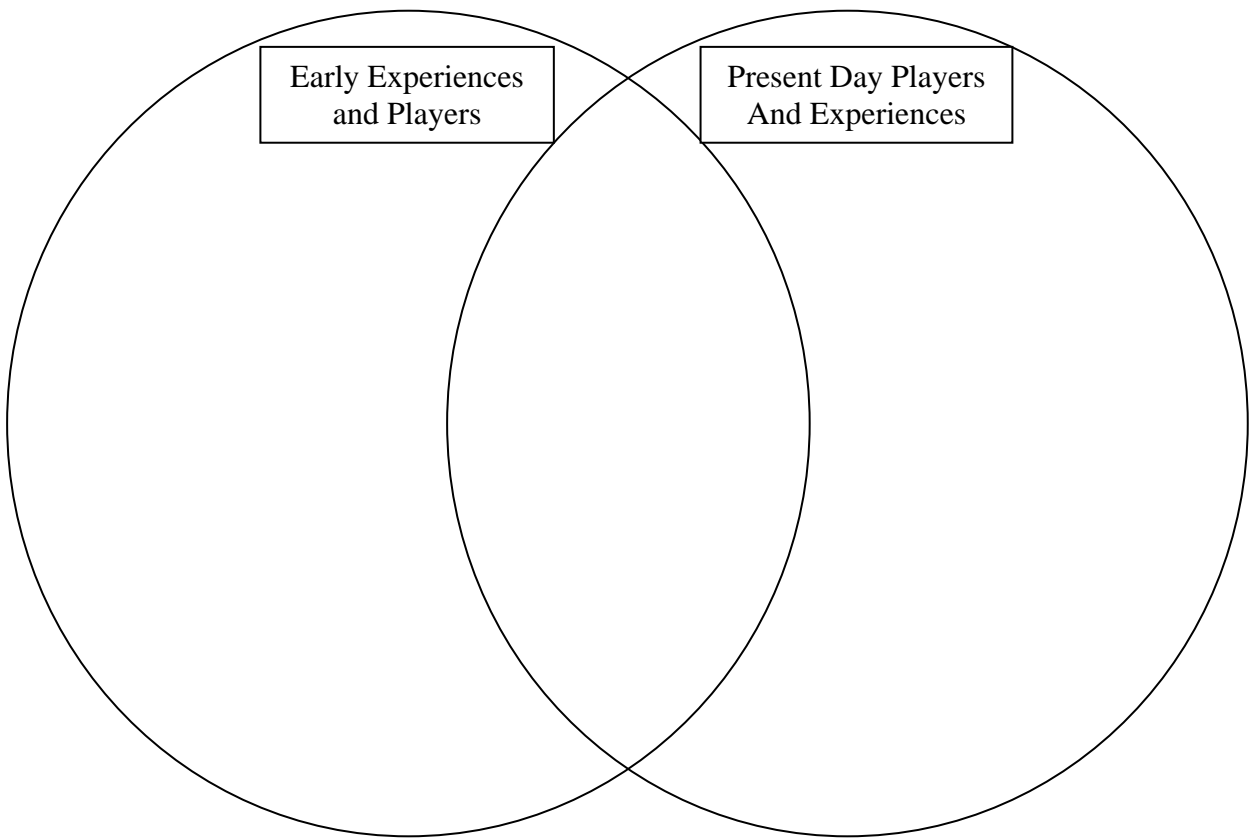 Early Experiences
and Players
Present Day Players
And Experiences